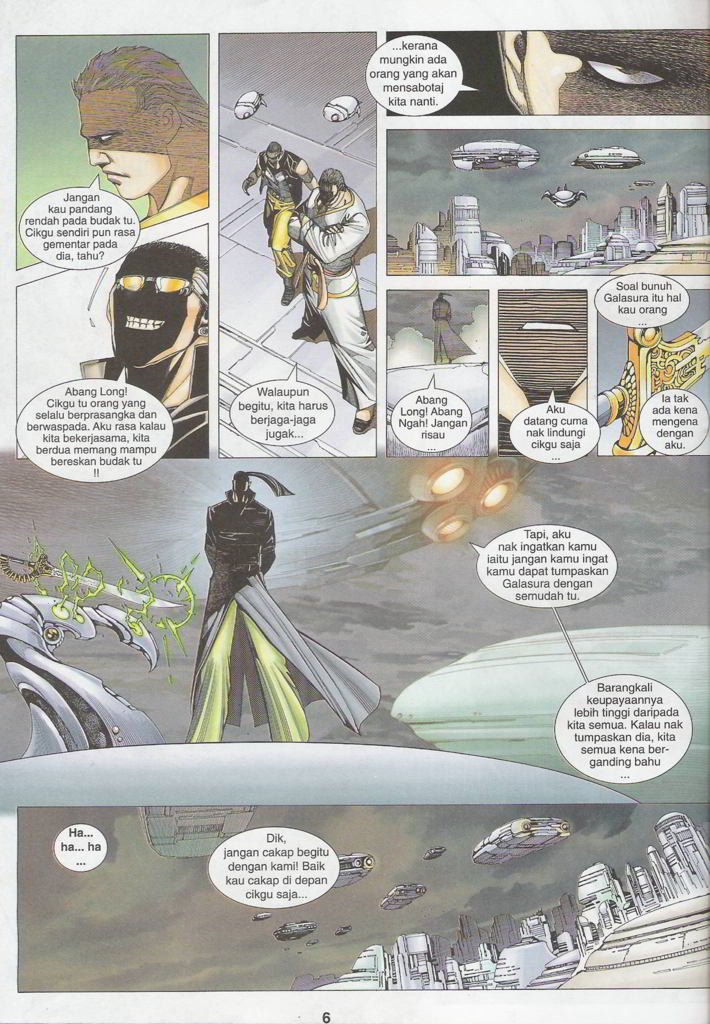 Jangan
kau pandang
rendah pada budak tu.
Cikgu sendiri pun rasa
gementar pada
dia, tahu?
Abang Long!
Cikgu tu orang yang
selalu berprasangka dan
berwaspada. Aku rasa kalau
kita bekerjasama, kita
berdua memang mampu
bereskan budak tu
!!
Walaupun
begitu, kita harus
berjaga-jaga
jugak...
...kerana
mungkin ada
orang yang akan
mensabotaj
kita nanti.
Abang
Long! Abang
Ngah! Jangan
risau
...
Aku
datang cuma
nak lindungi
cikgu saja
...
Soal bunuh
Galasura itu hal
kau orang
...
Ia tak
ada kena
mengena
dengan
aku.
Tapi, aku
nak ingatkan kamu
iaitu jangan kamu ingat
kamu dapat tumpaskan
Galasura dengan
semudah tu.
Barangkali
keupayaannya
lebih tinggi daripada
kita semua. Kalau nak
tumpaskan dia, kita
semua kena ber-
ganding bahu
...
Ha...
ha... ha
...
Dik,
jangan cakap begitu
dengan kami! Baik
kau cakap di depan
cikgu saja...
6